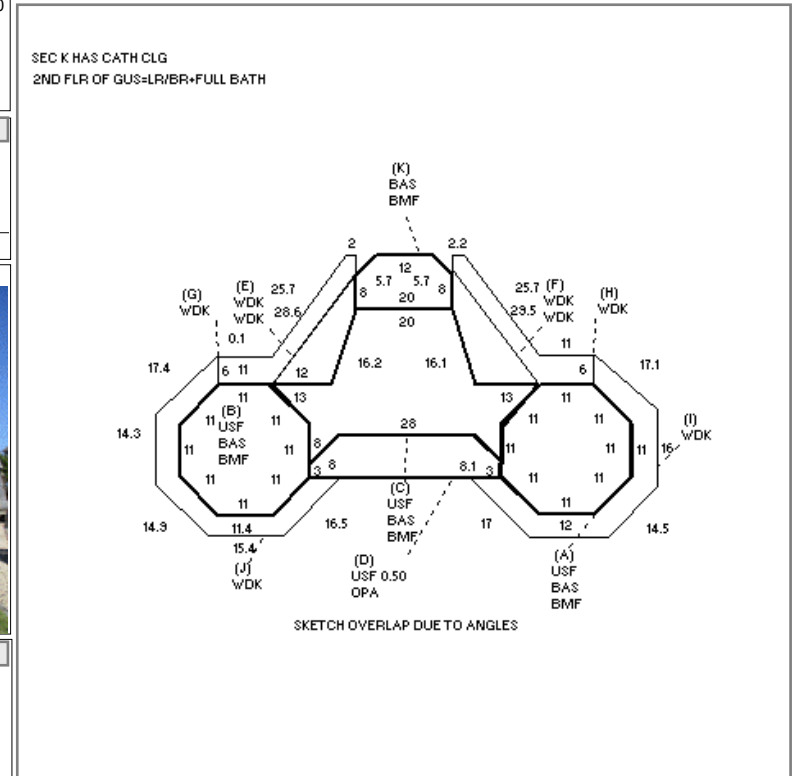 SEC K HAS CATH CLG
2ND FLR OF GUS=LR/BR+FULL BATH
(K)
BAS
BMF
2
2.2
12
5.7 5.7
8
8
20
20
(E)
WDK
WDK
25.7
28.6
(G)
WDK
0.1
25.7
29.5
(F)
WDK
WDK
(H)
WDK
11
17.4
6 11
12
16.2
16.1
6
17.1
11
13
13
11
(B)
USF
BAS
BMF
11
11
11
11
11
11
11
14.3
28
8
3 8
8.1 3
11
11
11
11
11
11
11
16
(I)
WDK
(C)
USF
BAS
BMF
14.9
11.4
15.4
16.5
(J)
WDK
(D)
USF 0.50
OPA
17
12
14.5
(A)
USF
BAS
BMF
SKETCH OVERLAP DUE TO ANGLES